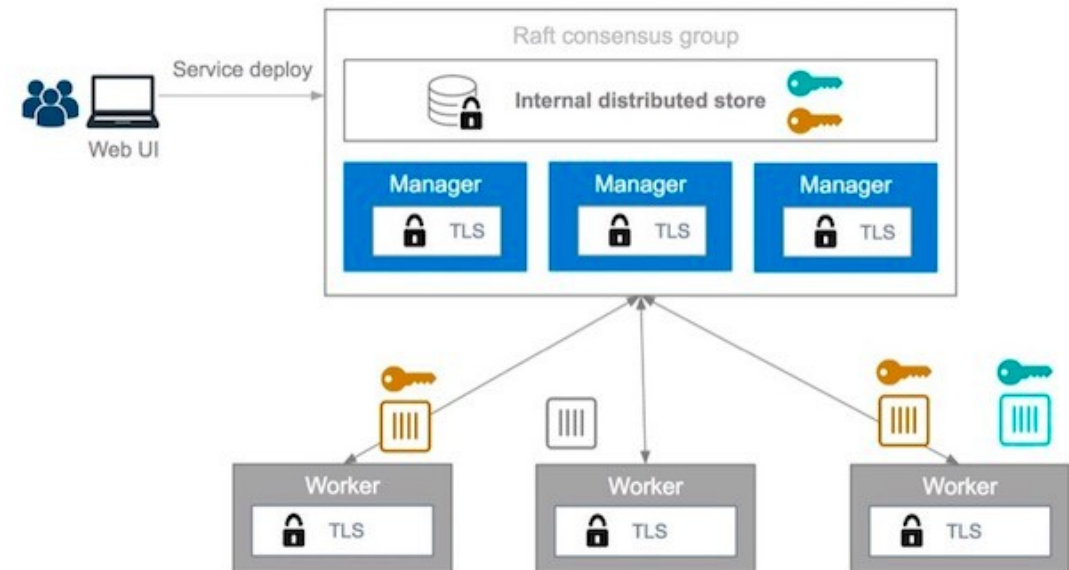 Raft consensus group
Service deploy
Internal distributed store
Web UI
Manager
Manager
Manager
TLS
TLS
TLS
Worker
Worker
Worker
TLS
TLS
TLS